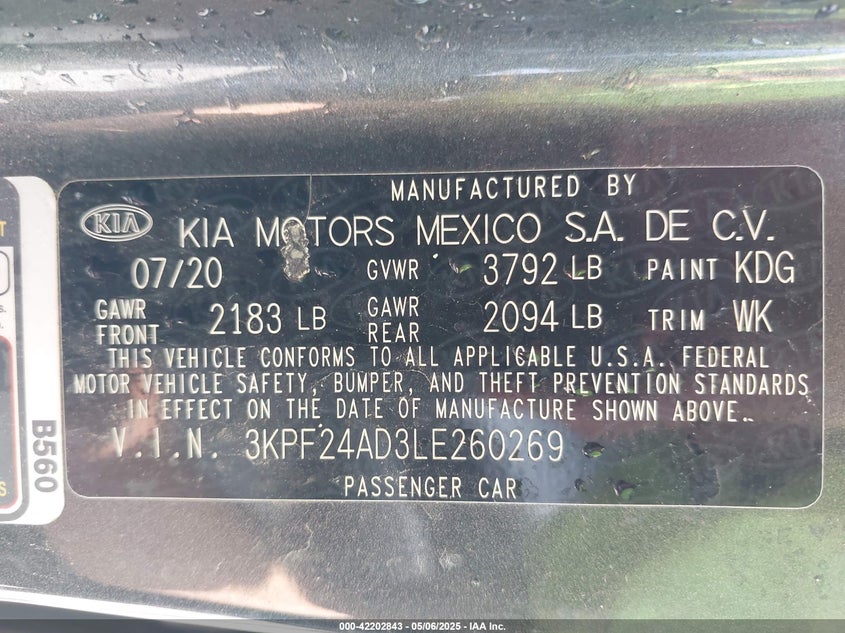 MANUFACTURED BY
KIA KIA MOTORS MEXICO S.A. DE C.V.
07/20 GVWR 3792 LB PAINT KDG
GAWR FRONT 2183 LB GAWR REAR 2094 LB TRIM WK
THIS VEHICLE CONFORMS TO ALL APPLICABLE U.S.A. FEDERAL
MOTOR VEHICLE SAFETY, BUMPER, AND THEFT PREVENTION STANDARDS
IN EFFECT ON THE DATE OF MANUFACTURE SHOWN ABOVE.
V.I.N. 3KPF24AD3LE260269
PASSENGER CAR
B560
000-42202843 - 05/06/2025 - IAA Inc.